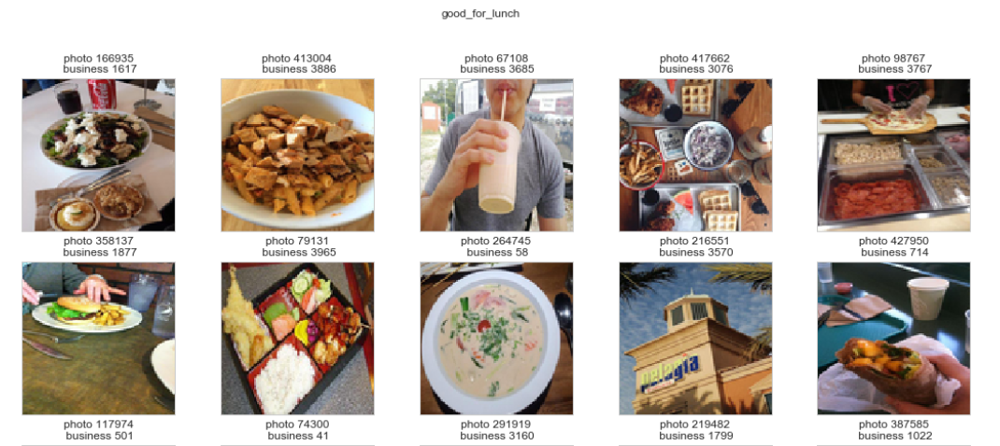 good_for_lunch
photo 166935
business 1617
photo 413004
business 3886
photo 67108
business 3685
photo 417662
business 3076
photo 98767
business 3767
photo 358137
business 1877
photo 79131
business 3965
photo 264745
business 58
photo 216551
business 3570
photo 427950
business 714
pelagia
photo 117974
business 501
photo 74300
business 41
photo 291919
business 3160
photo 219482
business 1799
photo 387585
business 1022